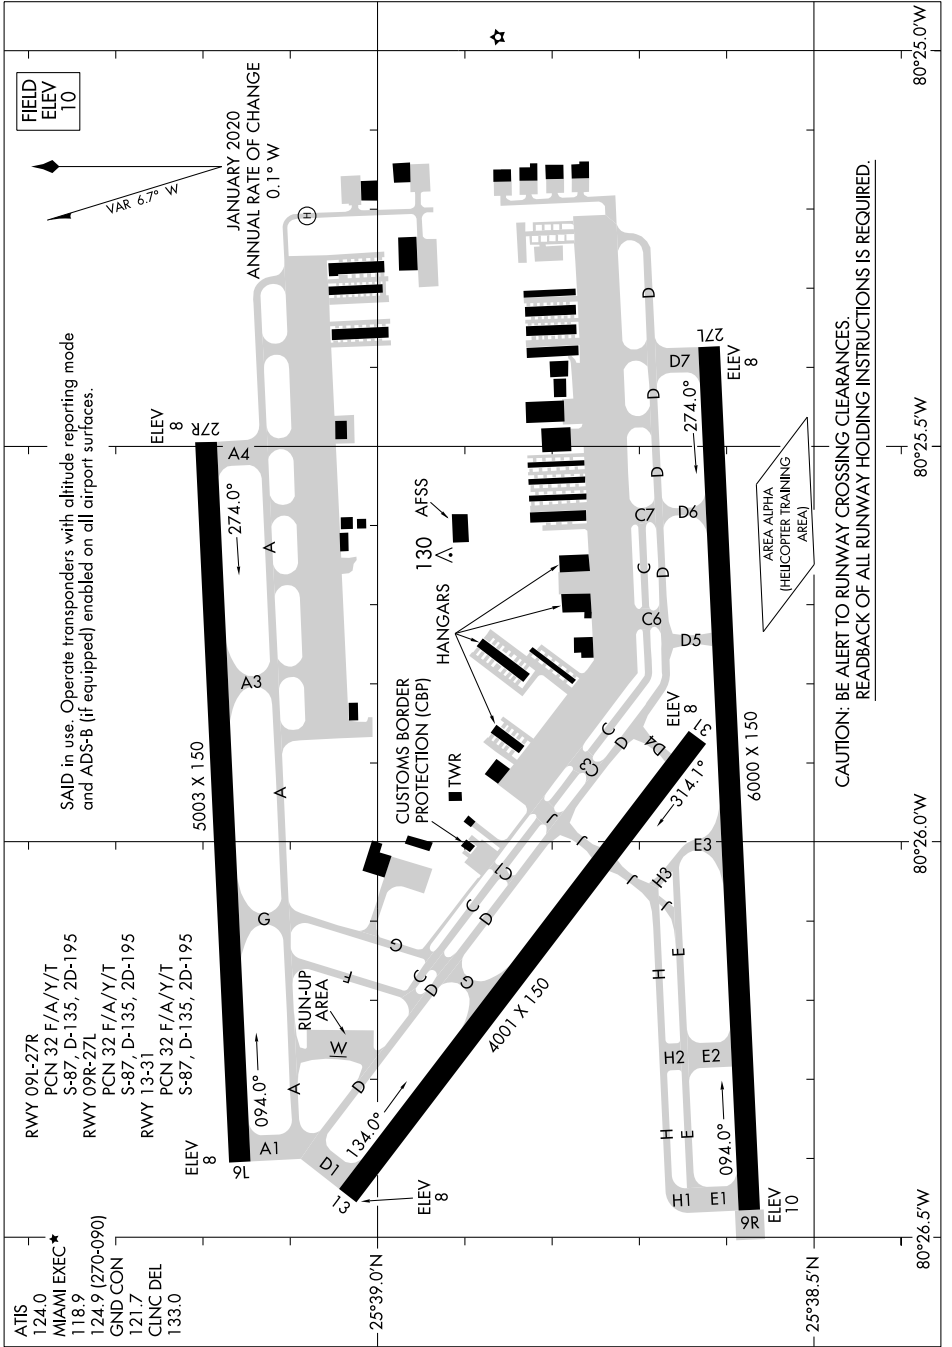 ATIS
124.0
MIAMI EXEC★
118.9
124.9 (270-090)
GND CON
121.7
CLNC DEL
133.0
RWY 09L-27R
PCN 32 F/A/Y/T
S-87, D-135, 2D-195
RWY 09R-27L
PCN 32 F/A/Y/T
S-87, D-135, 2D-195
RWY 13-31
PCN 32 F/A/Y/T
S-87, D-135, 2D-195
SAID in use. Operate transponders with altitude reporting mode
and ADS-B (if equipped) enabled on all airport surfaces.
FIELD
ELEV
10
VAR 6.7° W
JANUARY 2020
ANNUAL RATE OF CHANGE
0.1° W
ELEV
8
9L
A1
094.0°
5003 X 150
274.0°
27R
ELEV
8
A4
A3
A
A
A
G
H
D1
13
134.0°
ELEV
8
D
W
RUN-UP
AREA
F
G
G
C
D
C
D
C1
4001 X 150
CUSTOMS BORDER
PROTECTION (CBP)
TWR
HANGARS
130
AFSS
J
J
J
J
C3
C
D
D4
314.1°
31
ELEV
8
C6
C
C7
D
D5
D6
D
D
D
D7
27L
ELEV
8
274.0°
6000 X 150
H1
E1
H
E
H2
E2
H
E
H3
E3
094.0°
9R
ELEV
10
AREA ALPHA
(HELICOPTER TRAINING
AREA)
CAUTION: BE ALERT TO RUNWAY CROSSING CLEARANCES.
READBACK OF ALL RUNWAY HOLDING INSTRUCTIONS IS REQUIRED.
25°39.0'N
25°38.5'N
80°26.5'W
80°26.0'W
80°25.5'W
80°25.0'W